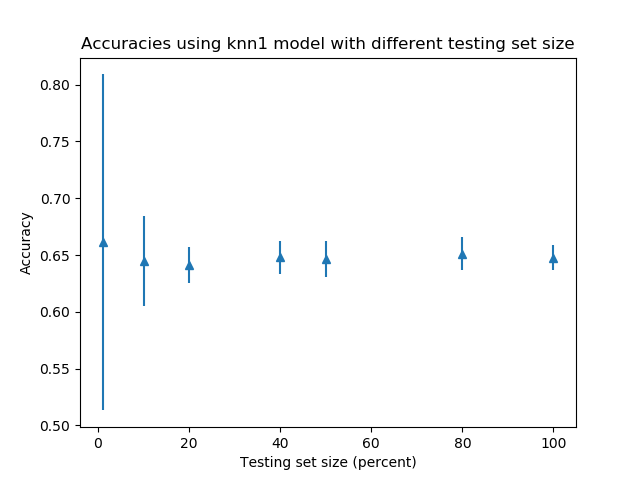 Accuracies using knn1 model with different testing set size
0.80
0.75
0.70
0.65
0.60
0.55
0.50
Accuracy
0 20 40 60 80 100
Testing set size (percent)